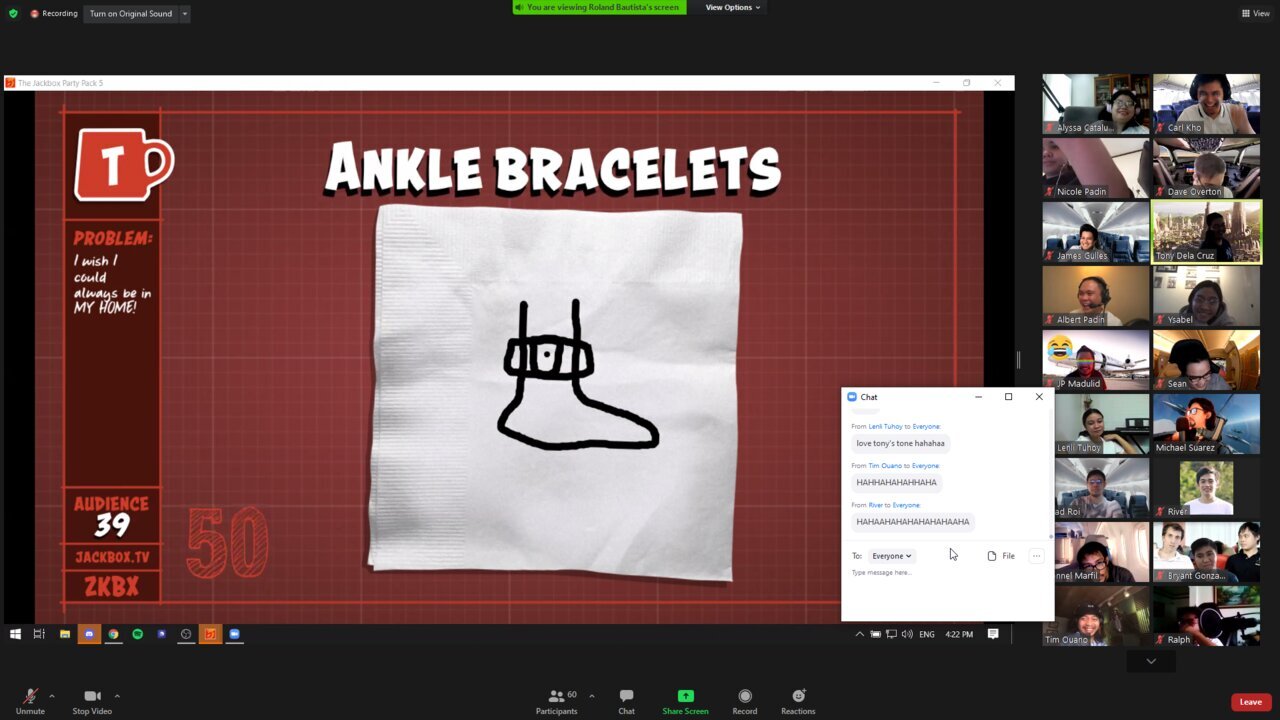 Recording
Turn on Original Sound
You are viewing Roland Bautista's screen
View Options
View
The Jackbox Party Pack 5
T
ANKLE BRACELETS
PROBLEM:
I wish I
could
always be in
MY HOME!
AUDIENCE
39
JACKBOX.TV
ZKBX
50
Alyssa Catalu...
Carl Kho
Nicole Padin
Dave Overton
James Gulles
Tony Dela Cruz
Albert Padin
Ysabel
JP Madulid
Sean
Lenli Tuhoy
Michael Suarez
ad Roi
River
nnel Marfil
Bryant Gonza...
Tim Ouano
Ralph
Chat
From Lenli Tuhoy to Everyone:
love tony's tone hahahaa
From Tim Ouano to Everyone:
HAHHAHAHAHHAHA
From River to Everyone:
HAHAAHAHAHAHAHAHAAHA
To: Everyone
File
Type message here...
ENG
4:22 PM
Unmute
Stop Video
60
Participants
Chat
Share Screen
Record
Reactions
Leave